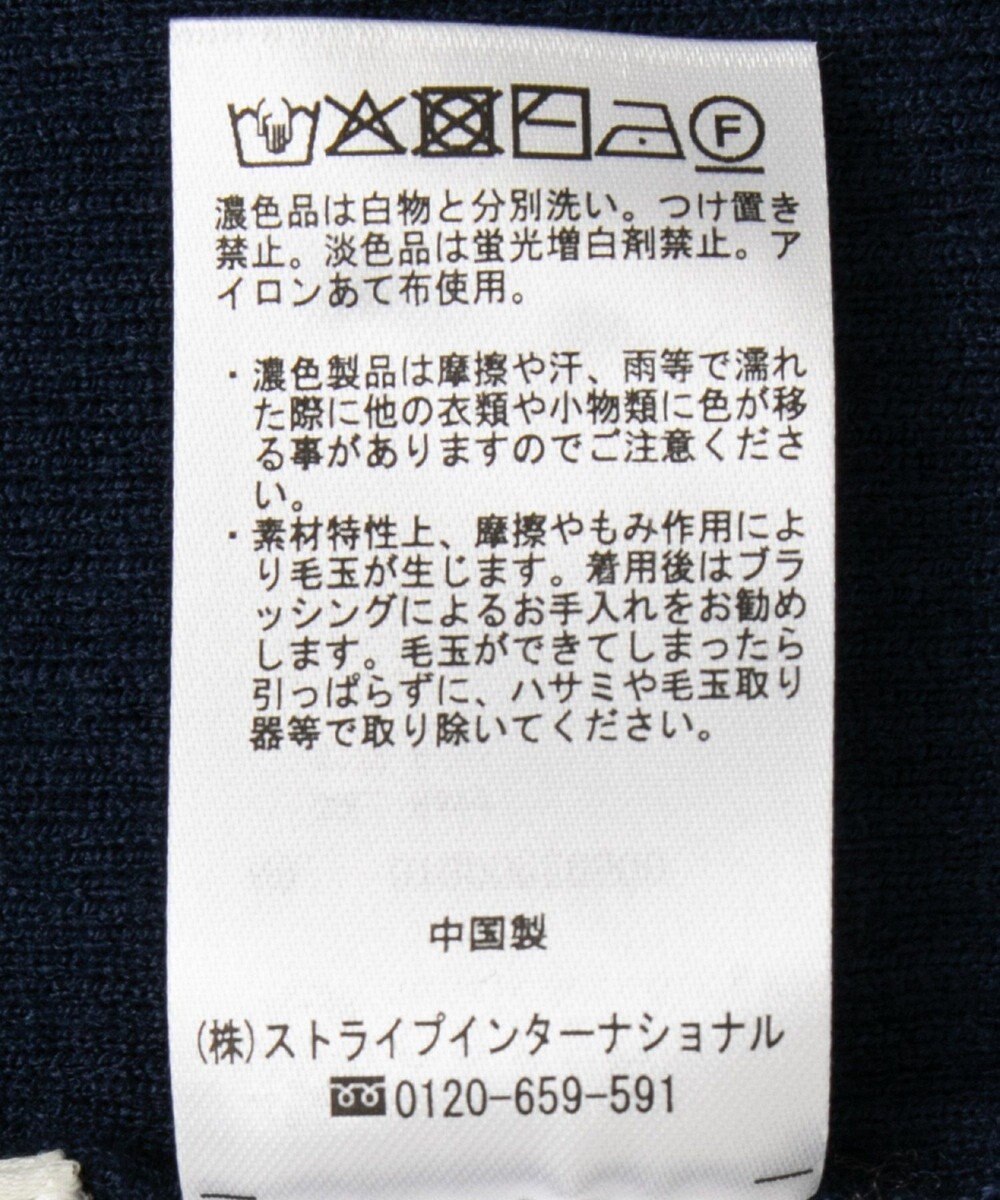 F
濃色品は白物と分別洗い。つけ置き
禁止。淡色品は蛍光増白剤禁止。ア
イロンあて布使用。
・濃色製品は摩擦や汗、雨等で濡れ
た際に他の衣類や小物類に色が移
る事がありますのでご注意くださ
い。
・素材特性上、摩擦やもみ作用によ
り毛玉が生じます。着用後はブラ
ッシングによるお手入れをお勧め
します。毛玉ができてしまったら
引っぱらずに、ハサミや毛玉取り
器等で取り除いてください。
中国製
(株)ストライプインターナショナル
0120-659-591